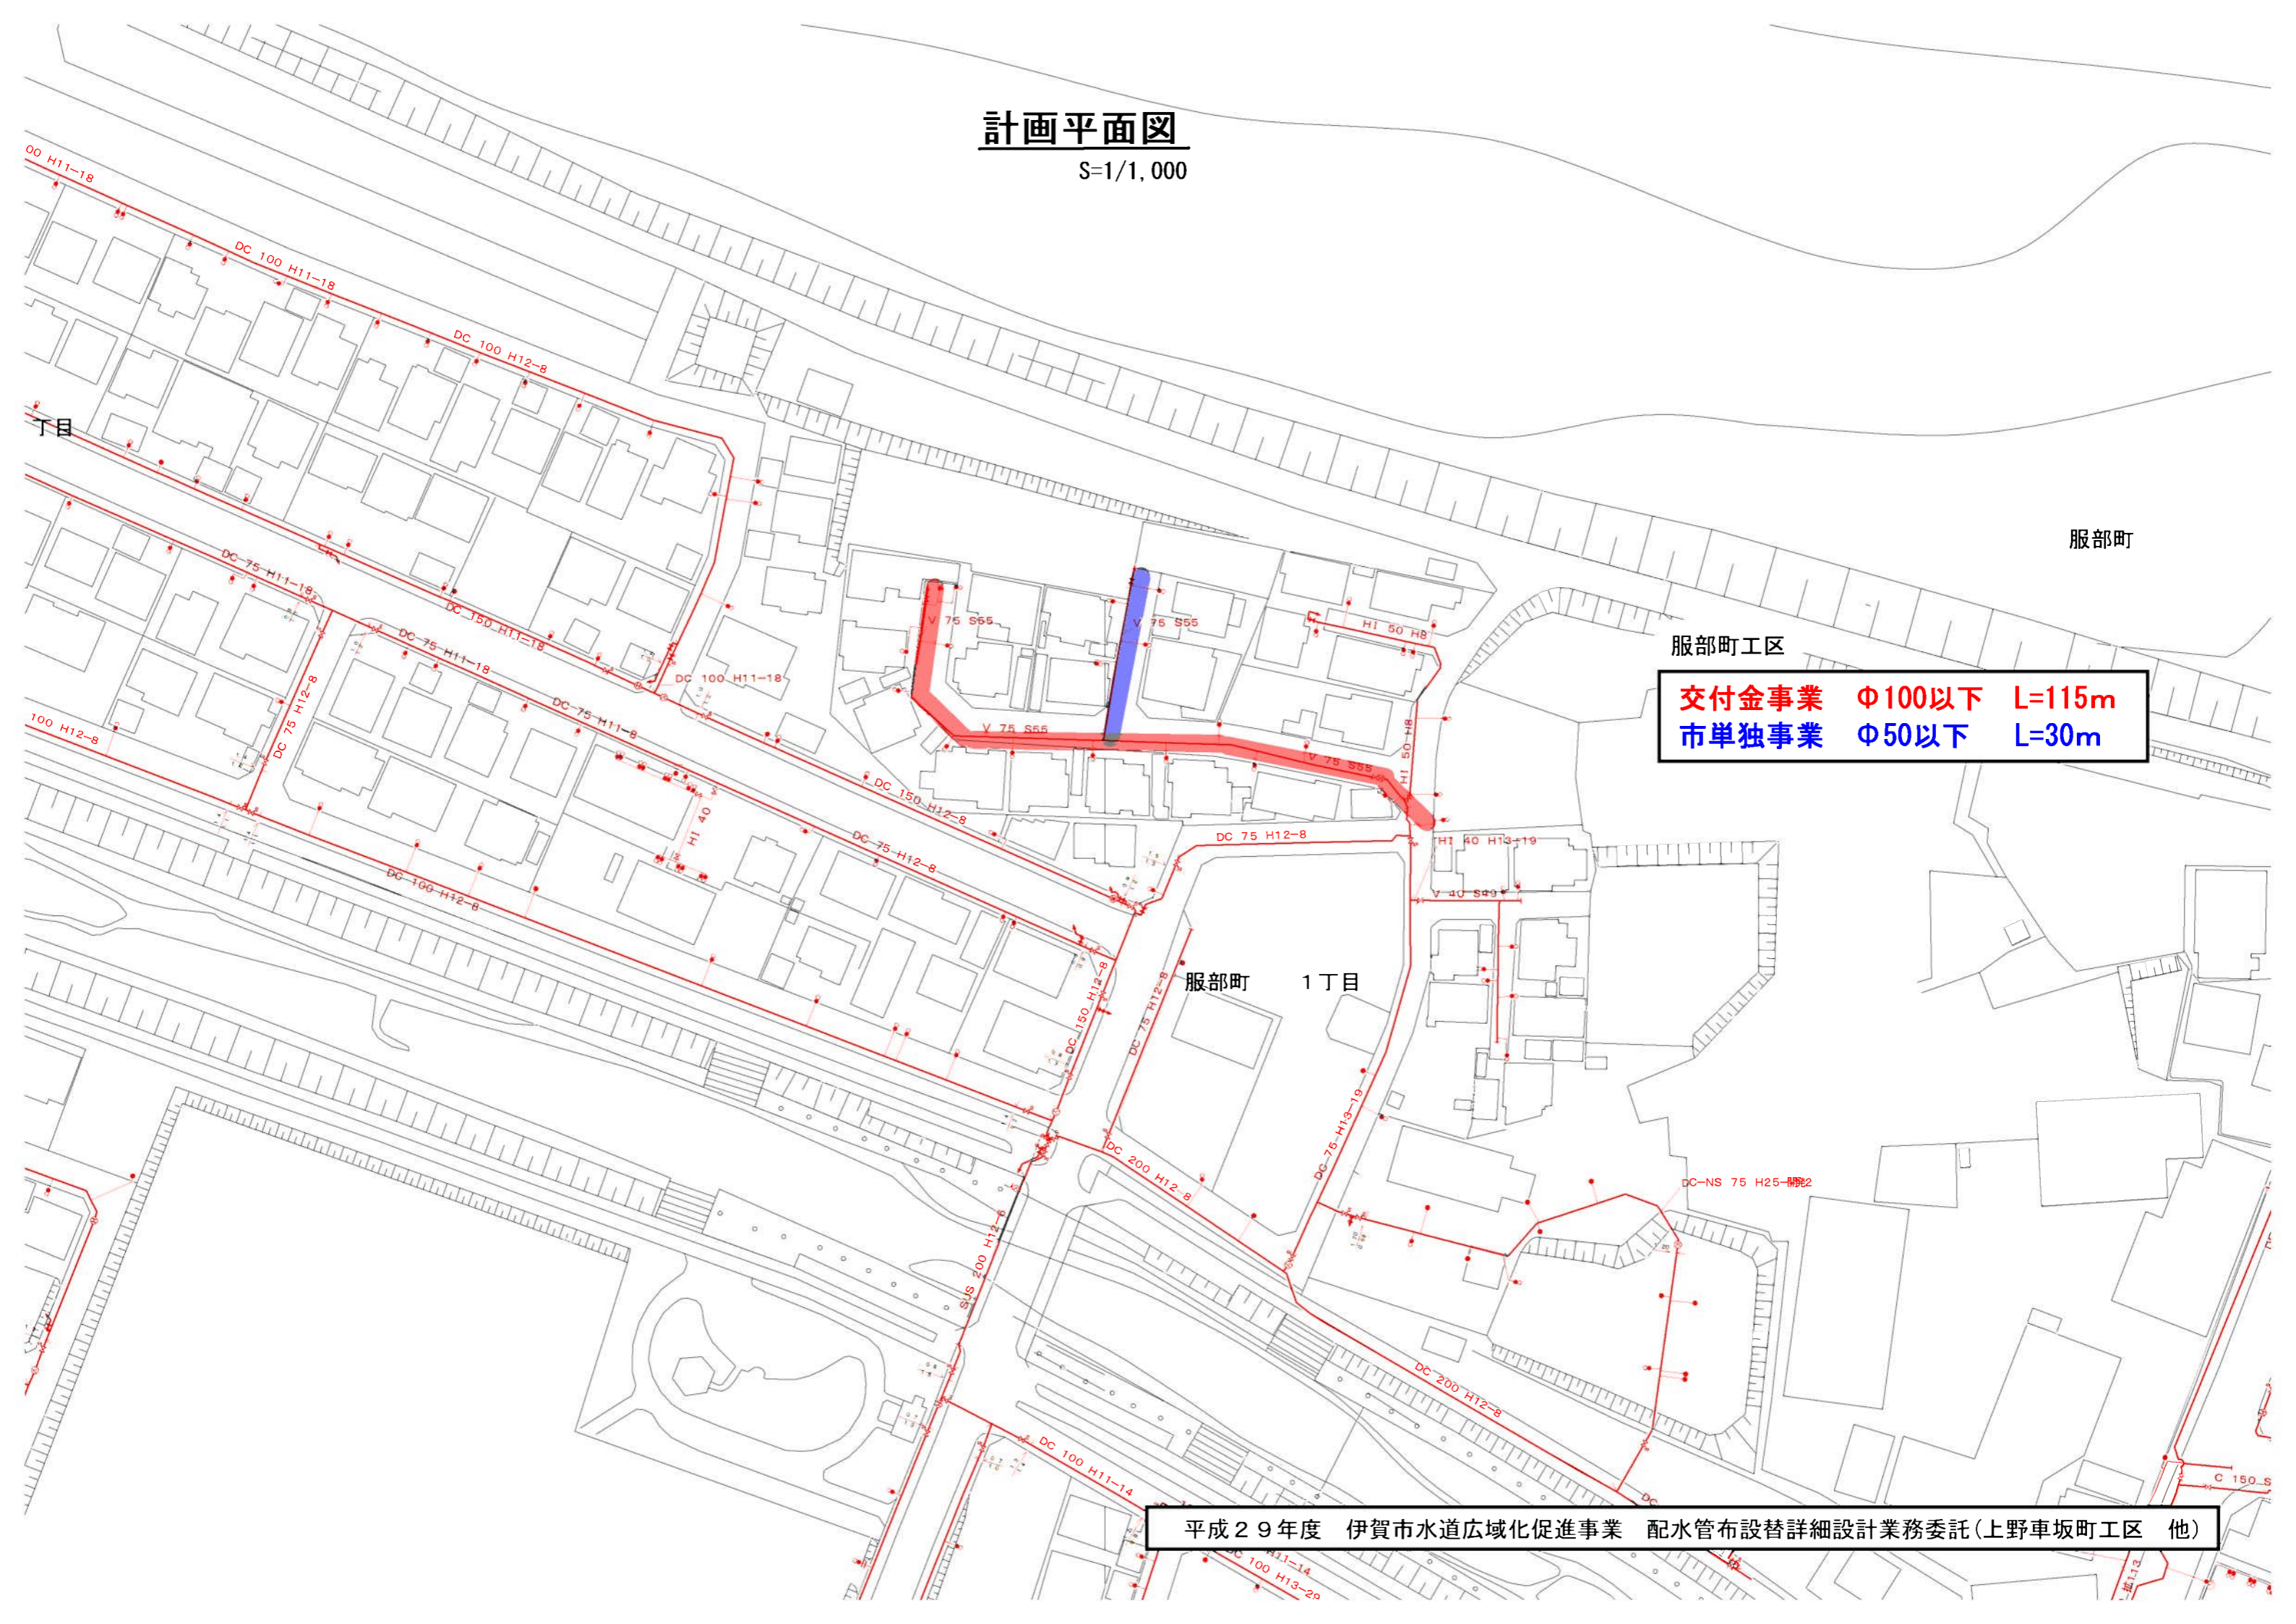 計画平面図
S=1/1,000
00 H11-18
DC 100 H11-18
DC 100 H12-8
丁目
服部町
DC 75 H11-18
DC 150 H11-18
DC 75 H11-18
DC 100 H11-18
V 75 S55
V 75 S55
HI 50 H8
服部町工区
交付金事業 Φ100以下 L=115m
市単独事業 Φ50以下 L=30m
100 H12-8
DC 75 H12-8
DC 75 H11-8
V 75 S55
V 75 S55
HI 50 H8
HI 40
DC 150 H12-8
DC 75 H12-8
DC 75 H12-8
HI 40 H13-19
V 40 S49
DC 100 H12-8
服部町 1丁目
DC 150 H12-8
DC 75 H12-8
DC 75 H13-19
DC 200 H12-8
DC-NS 75 H25-開発2
SUS 200 H12-8
DC 200 H12-8
DC 100 H11-14
C 150 S
DC
平成29年度 伊賀市水道広域化促進事業 配水管布設替詳細設計業務委託(上野車坂町工区 他)
H11-14
DC 100 H13-29